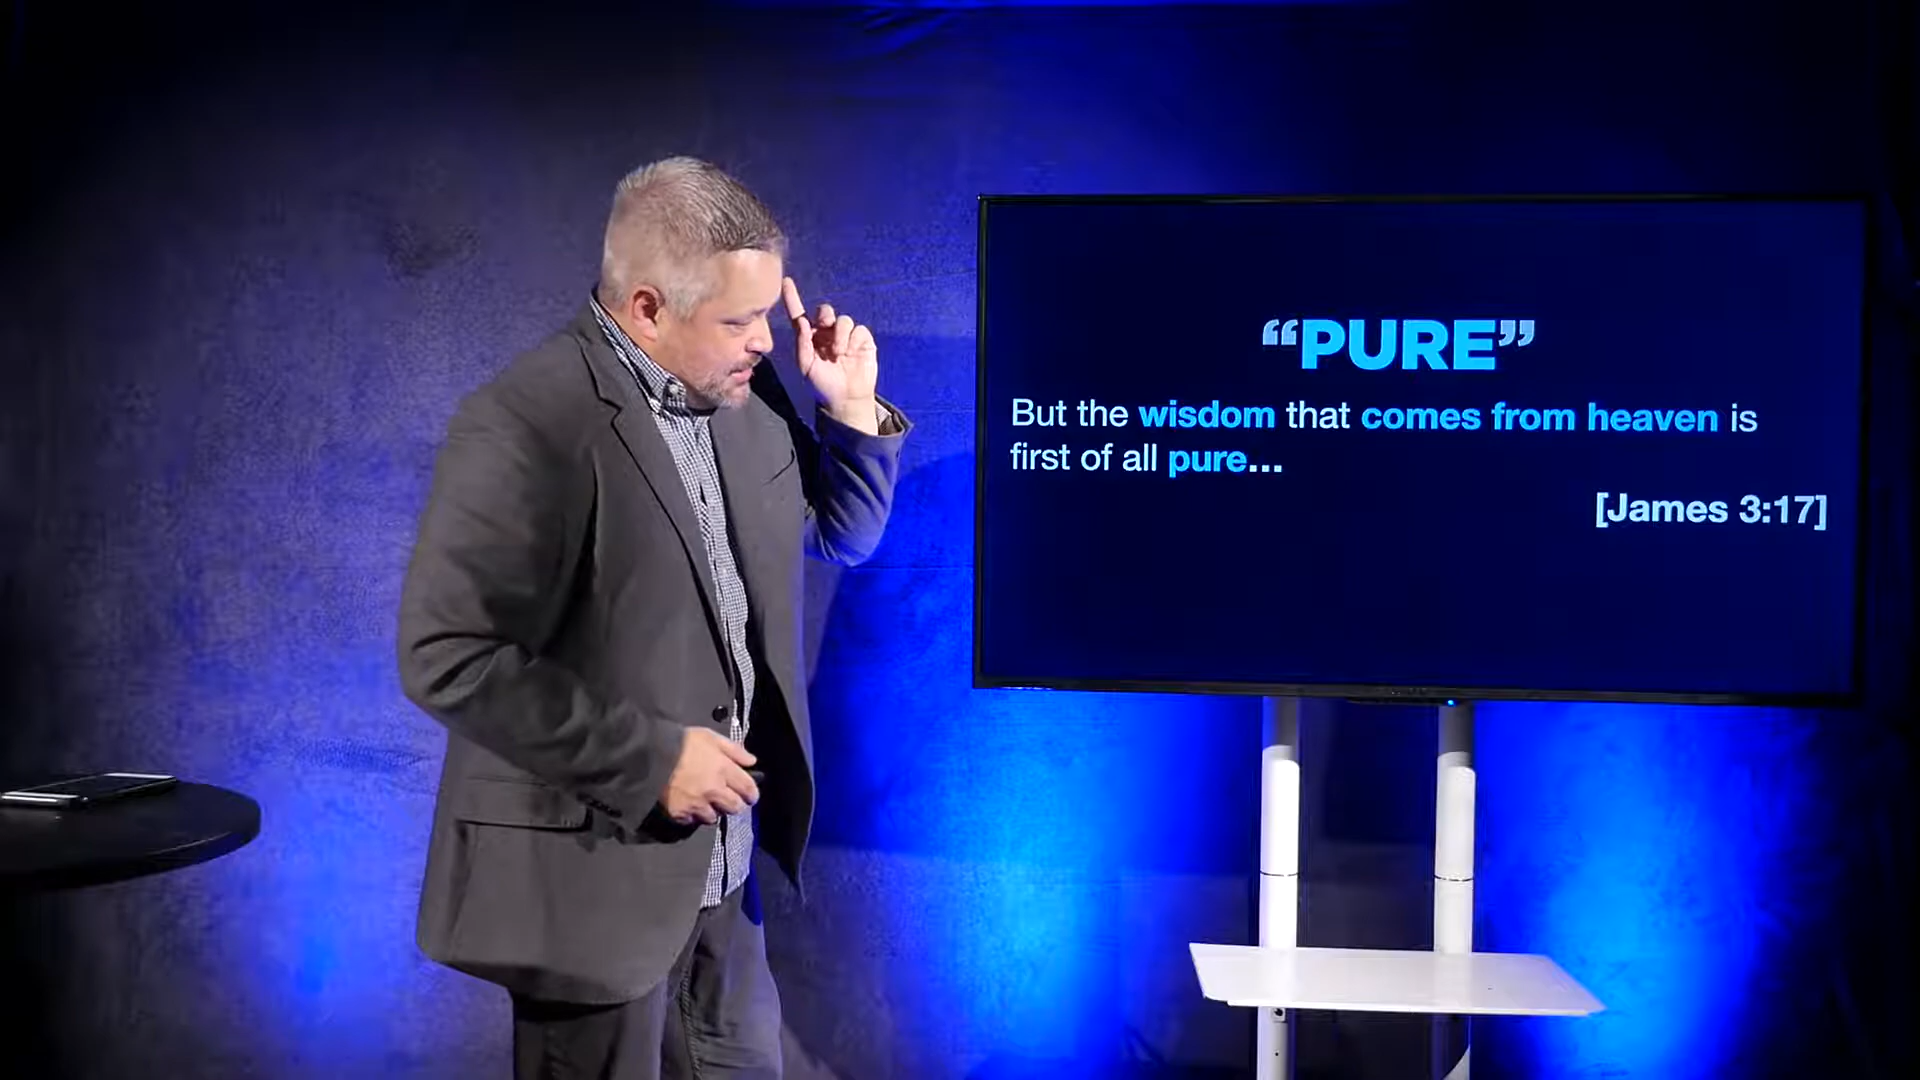 “PURE”
But the wisdom that comes from heaven is
first of all pure...
[James 3:17]